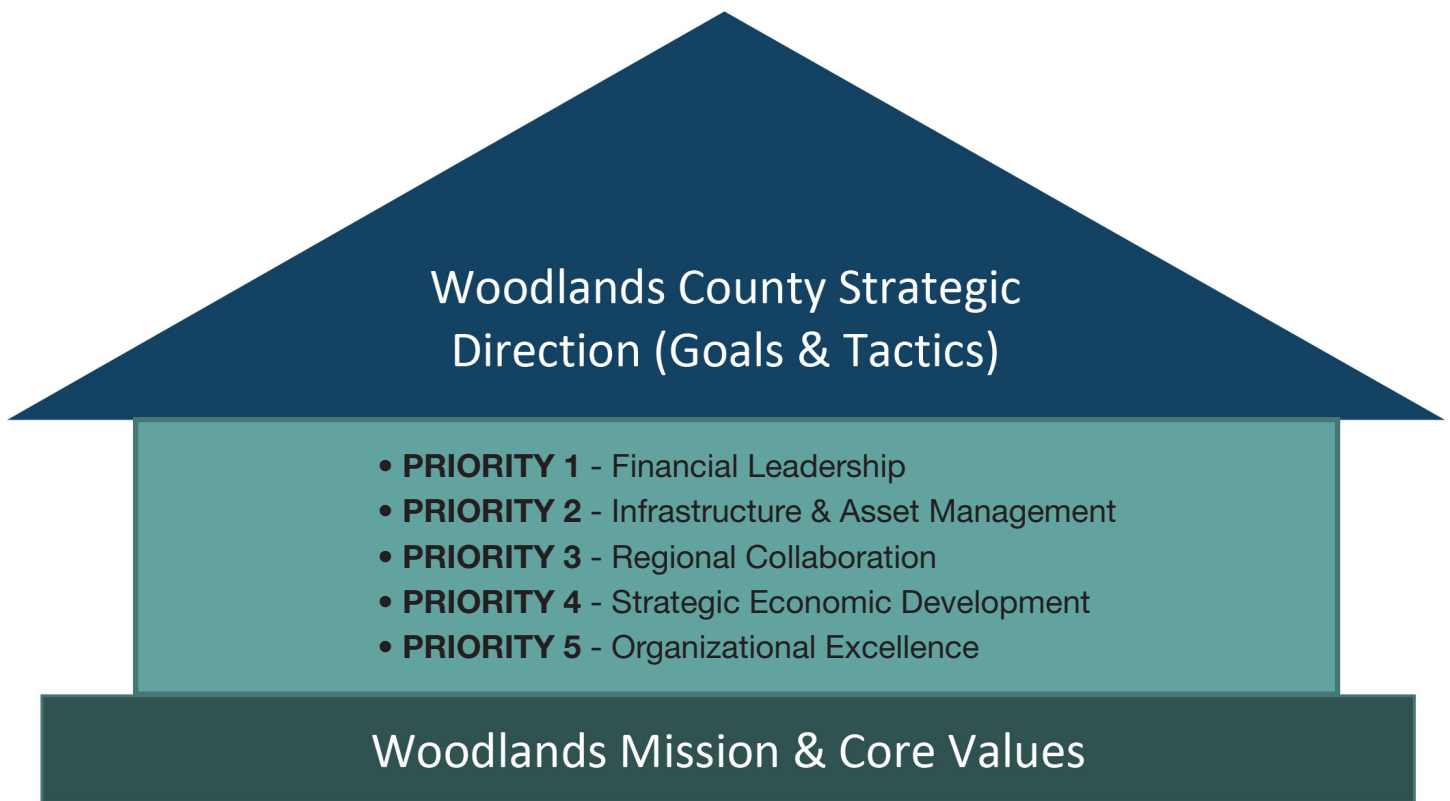 Woodlands County Strategic
Direction (Goals & Tactics)
• PRIORITY 1 - Financial Leadership
• PRIORITY 2 - Infrastructure & Asset Management
• PRIORITY 3 - Regional Collaboration
• PRIORITY 4 - Strategic Economic Development
• PRIORITY 5 - Organizational Excellence
Woodlands Mission & Core Values